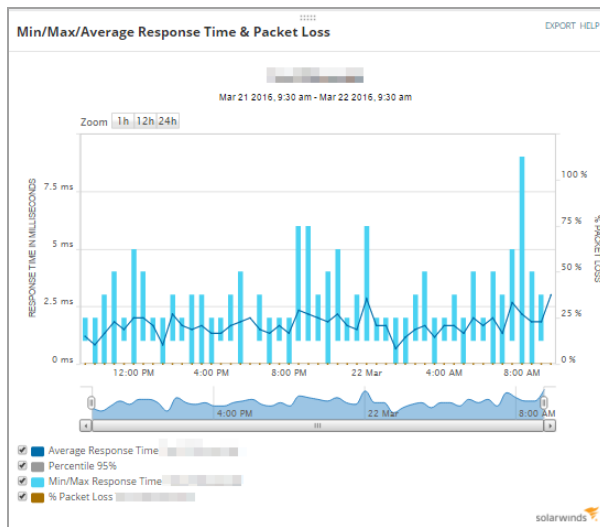 Min/Max/Average Response Time & Packet Loss
EXPORT HELP
Mar 21 2016, 9:30 am - Mar 22 2016, 9:30 am
Zoom 1h 12h 24h
RESPONSE TIME IN MILLISECONDS
7.5 ms
5 ms
2.5 ms
0 ms
100 %
75 %
50 %
25 %
0 %
% PACKET LOSS
12:00 PM 4:00 PM 8:00 PM 22 Mar 4:00 AM 8:00 AM
4:00 PM 22 Mar 8:00 AM
Average Response Time
Percentile 95%
Min/Max Response Time
% Packet Loss
solarwinds